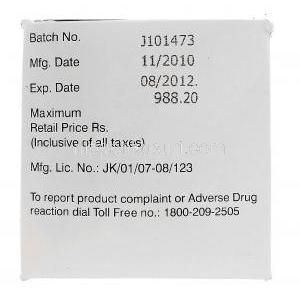 Batch No. J101473
Mfg. Date 11/2010
Exp. Date 08/2012.
988.20
Maximum
Retail Price Rs.
(Inclusive of all taxes)
Mfg. Lic. No.: JK/01/07-08/123
To report product complaint or Adverse Drug
reaction dial Toll Free no.: 1800-209-2505